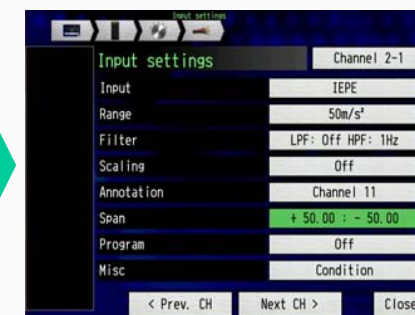 Input settings
Input settings Channel 2-1
Input IEPE
Range 50m/s²
Filter LPF: Off HPF: 1Hz
Scaling Off
Annotation Channel 11
Span + 50.00 : - 50.00
Program Off
Misc Condition
< Prev. CH Next CH > Close